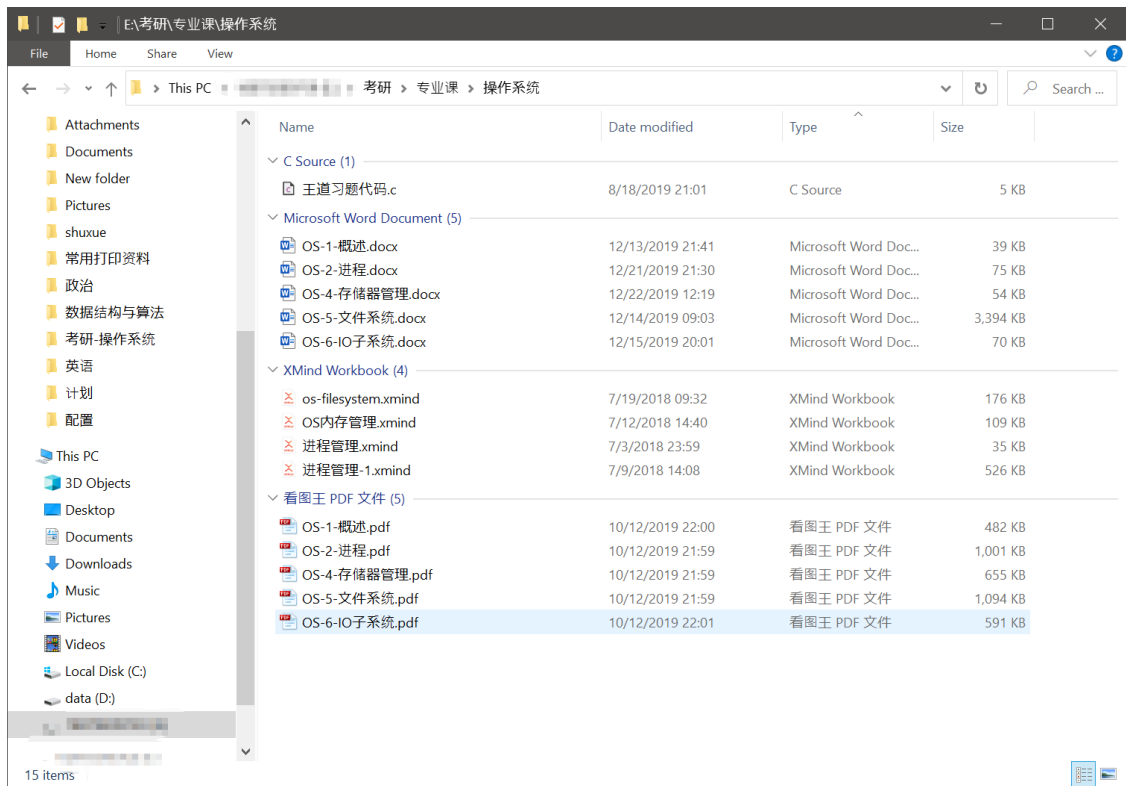 E:\考研\专业课\操作系统
File Home Share View
This PC 考研 专业课 操作系统 Search ...
Attachments
Documents
New folder
Pictures
shuxue
常用打印资料
政治
数据结构与算法
考研-操作系统
英语
计划
配置
This PC
3D Objects
Desktop
Documents
Downloads
Music
Pictures
Videos
Local Disk (C:)
data (D:)
Name Date modified Type Size
C Source (1)
王道习题代码.c 8/18/2019 21:01 C Source 5 KB
Microsoft Word Document (5)
OS-1-概述.docx 12/13/2019 21:41 Microsoft Word Doc... 39 KB
OS-2-进程.docx 12/21/2019 21:30 Microsoft Word Doc... 75 KB
OS-4-存储器管理.docx 12/22/2019 12:19 Microsoft Word Doc... 54 KB
OS-5-文件系统.docx 12/14/2019 09:03 Microsoft Word Doc... 3,394 KB
OS-6-IO子系统.docx 12/15/2019 20:01 Microsoft Word Doc... 70 KB
XMind Workbook (4)
os-filesystem.xmind 7/19/2018 09:32 XMind Workbook 176 KB
OS内存管理.xmind 7/12/2018 14:40 XMind Workbook 109 KB
进程管理.xmind 7/3/2018 23:59 XMind Workbook 35 KB
进程管理-1.xmind 7/9/2018 14:08 XMind Workbook 526 KB
看图王 PDF 文件 (5)
OS-1-概述.pdf 10/12/2019 22:00 看图王 PDF 文件 482 KB
OS-2-进程.pdf 10/12/2019 21:59 看图王 PDF 文件 1,001 KB
OS-4-存储器管理.pdf 10/12/2019 21:59 看图王 PDF 文件 655 KB
OS-5-文件系统.pdf 10/12/2019 21:59 看图王 PDF 文件 1,094 KB
OS-6-IO子系统.pdf 10/12/2019 22:01 看图王 PDF 文件 591 KB
15 items